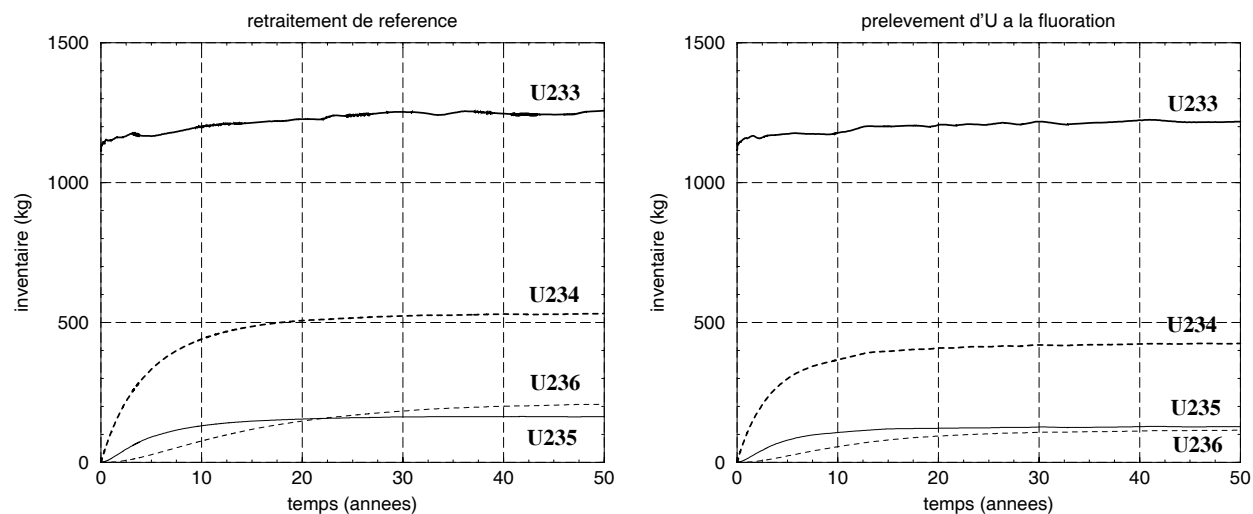 retraitement de reference
1500
1000
500
0
0 10 20 30 40 50
inventaire (kg)
temps (annees)
U233
U234
U236
U235
prelevement d'U a la fluoration
1500
1000
500
0
0 10 20 30 40 50
inventaire (kg)
temps (annees)
U233
U234
U235
U236